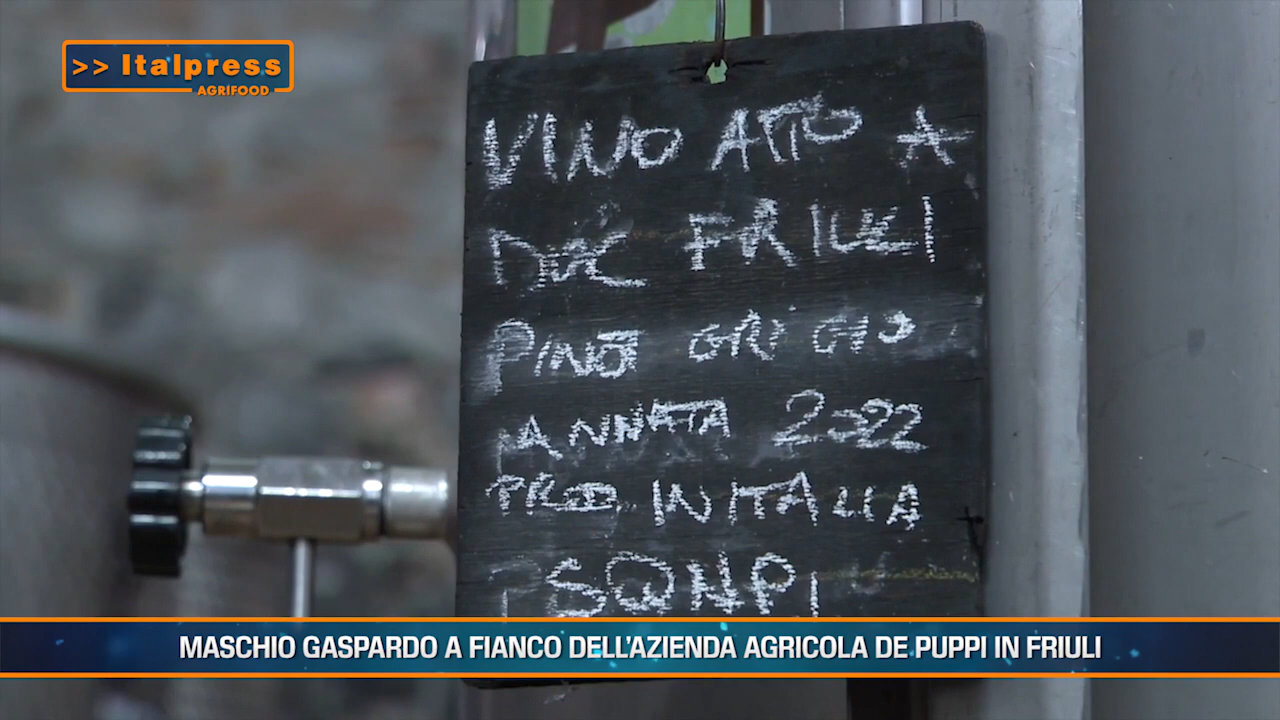 >> Italpress
AGRIFOOD
VINO ATTO A
DOC FRIULI
PINOT GRIGIO
ANNATA 2022
PROD. IN ITALIA
SQNPI
MASCHIO GASPARDO A FIANCO DELL'AZIENDA AGRICOLA DE PUPPI IN FRIULI